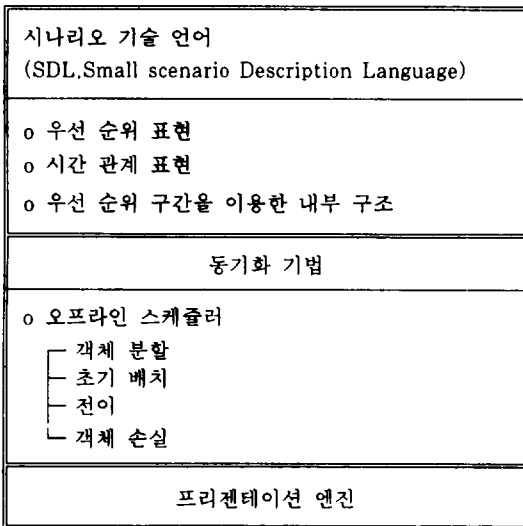 시나리오 기술 언어
(SDL,Small scenario Description Language)
o 우선 순위 표현
o 시간 관계 표현
o 우선 순위 구간을 이용한 내부 구조
동기화 기법
o 오프라인 스케쥴러
객체 분할
초기 배치
전이
객체 손실
프리젠테이션 엔진